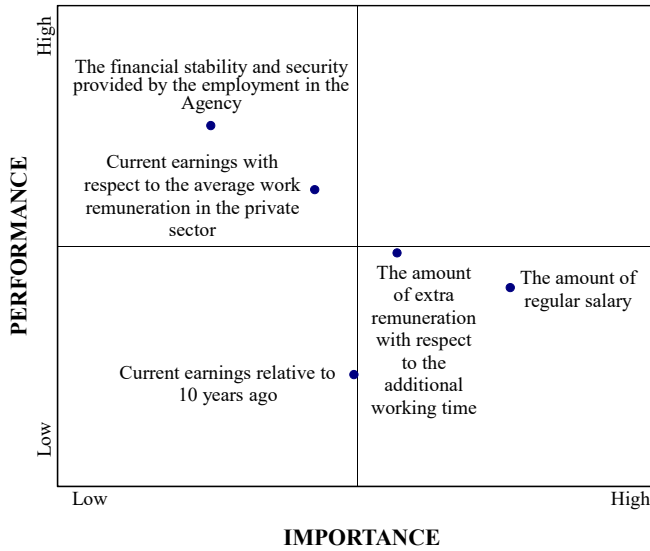 High
The financial stability and security
provided by the employment in the
Agency
Current earnings with
respect to the average work
remuneration in the private
sector
PERFORMANCE
The amount
of extra
remuneration
with respect
to the
additional
working time
The amount of
regular salary
Current earnings relative to
10 years ago
Low
Low
High
IMPORTANCE